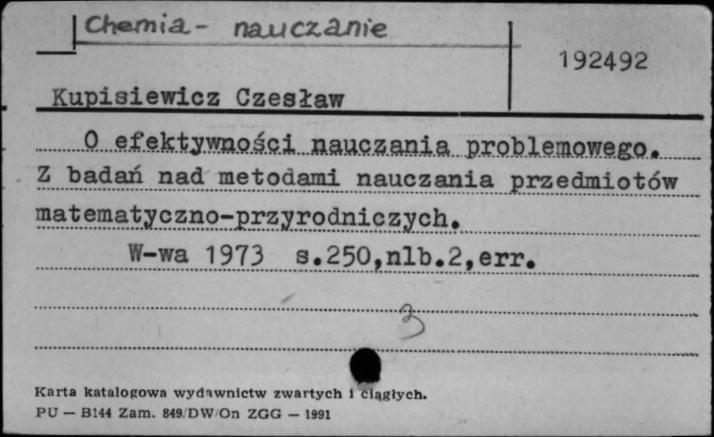 Chemia - nauczanie
192492
Kupisiewicz Czesław
O efektywności nauczania problemowego.
Z badań nad metodami nauczania przedmiotów
matematyczno-przyrodniczych.
W-wa 1973 s.250,nlb.2,err.
3
Karta katalogowa wydawnictw zwartych i ciągłych.
PU — B144 Zam. 849/DW/On ZGG — 1991